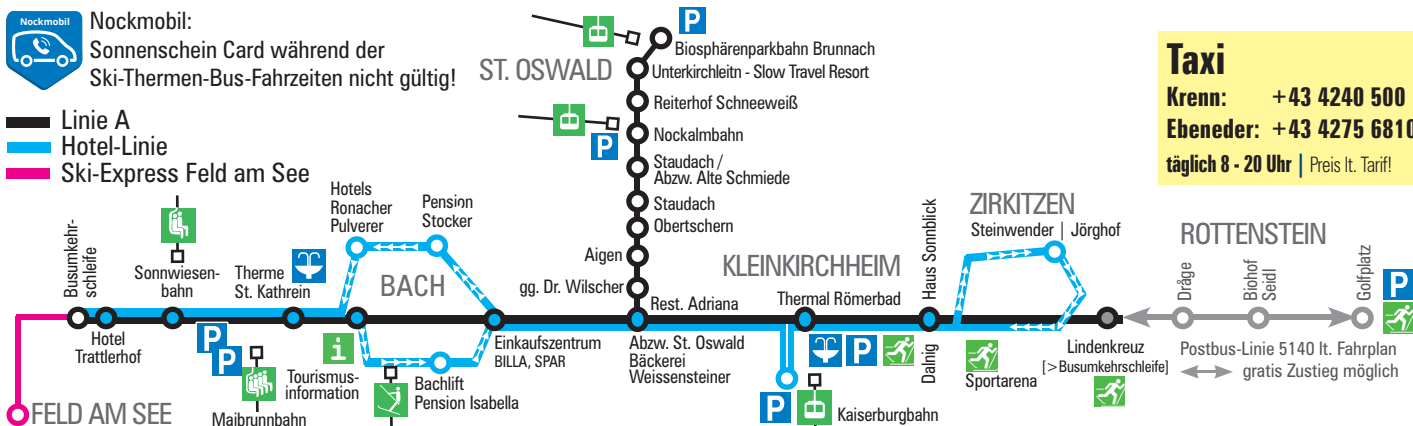 Nockmobil
Nockmobil:
Sonnenschein Card während der
Ski-Thermen-Bus-Fahrzeiten nicht gültig!
Linie A
Hotel-Linie
Ski-Express Feld am See
ST. OSWALD
P
Biosphärenparkbahn Brunnach
Unterkirchleitn - Slow Travel Resort
Reiterhof Schneeweiß
Nockalmbahn
P
Staudach /
Abzw. Alte Schmiede
Staudach
Obertschern
Aigen
gg. Dr. Wilscher
Rest. Adriana
Taxi
Krenn: +43 4240 500
Ebeneder: +43 4275 6810
täglich 8 - 20 Uhr | Preis lt. Tarif!
Busumkehr-
schleife
Hotel
Trattlerhof
Sonnwiesen-
bahn
P
P
Maibrunnbahn
Therme
St. Kathrein
i
Tourismus-
information
Hotels
Ronacher
Pulverer
Pension
Stocker
BACH
Bachlift
Pension Isabella
Einkaufszentrum
BILLA, SPAR
Abzw. St. Oswald
Bäckerei
Weissensteiner
KLEINKIRCHHEIM
Thermal Römerbad
P
P
Kaiserburgbahn
Haus Sonnblick
Dalnig
ZIRKITZEN
Steinwender | Jörghof
Sportarena
Lindenkreuz
[>Busumkehrschleife]
ROTTENSTEIN
Dråge
Biohof
Seidl
Golfplatz
P
Postbus-Linie 5140 lt. Fahrplan
gratis Zustieg möglich
FELD AM SEE